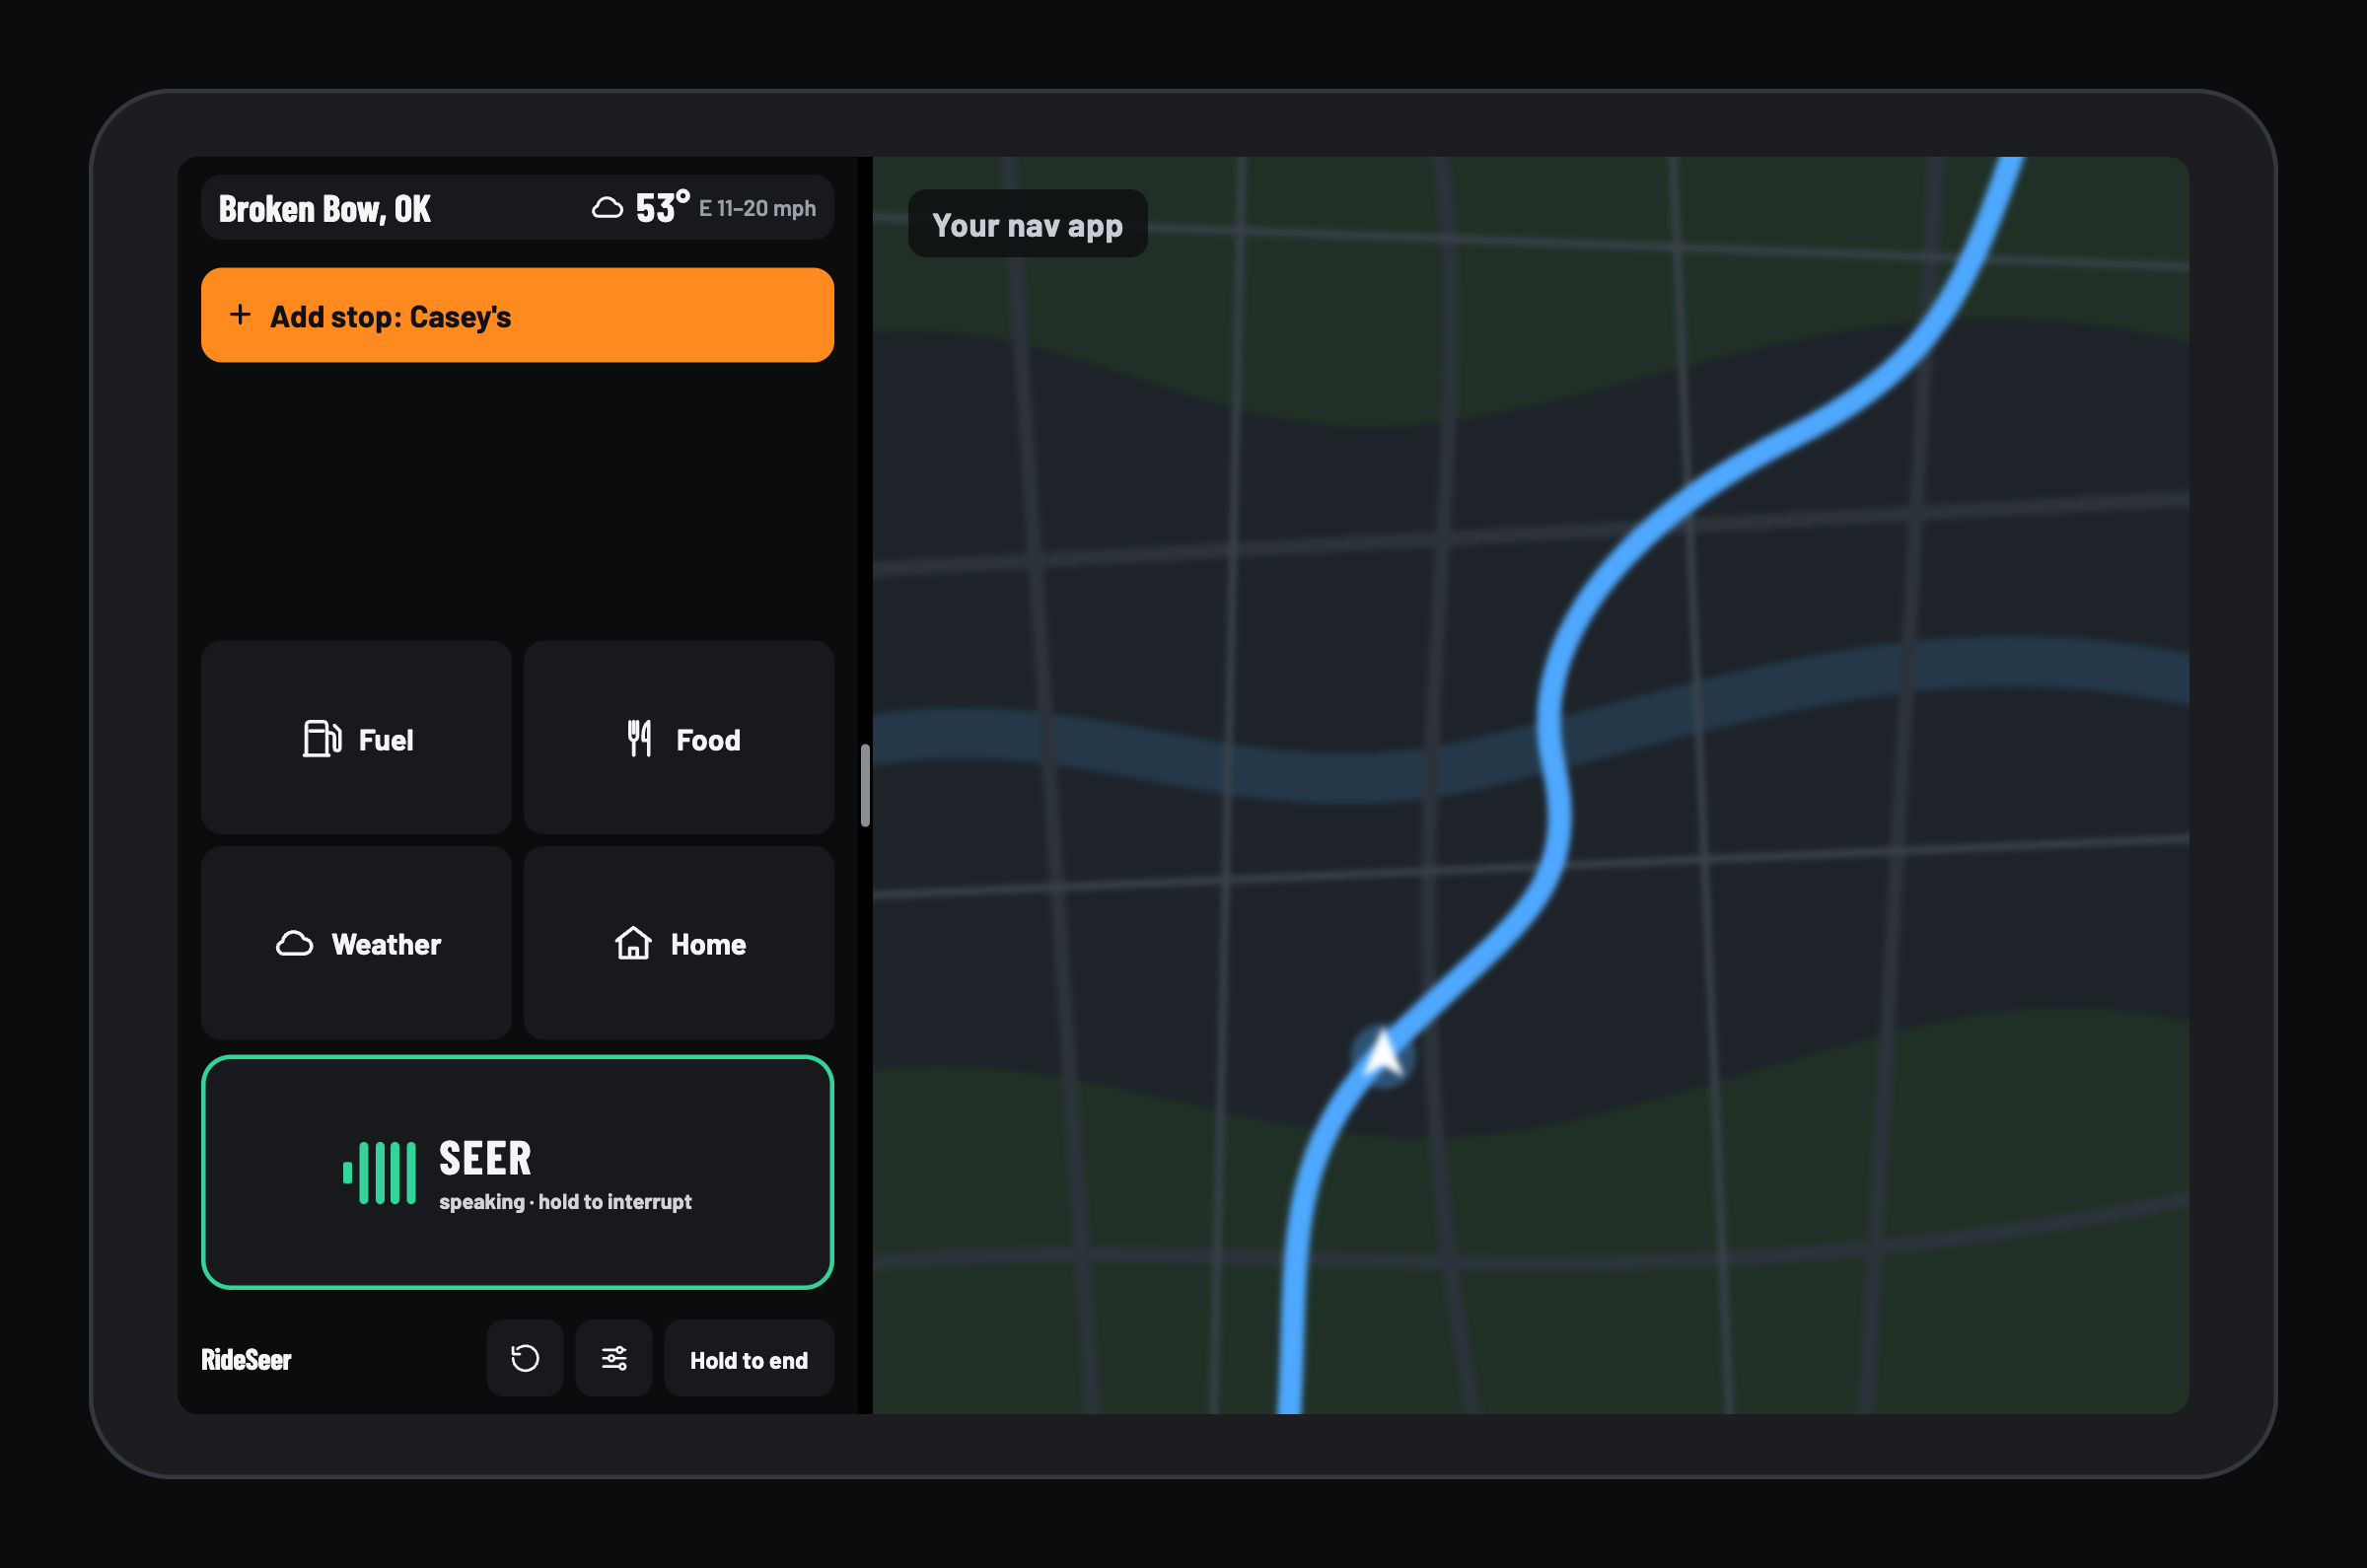 Broken Bow, OK
53° E 11–20 mph
Your nav app
+ Add stop: Casey's
Fuel
Food
Weather
Home
SEER
speaking · hold to interrupt
RideSeer
Hold to end